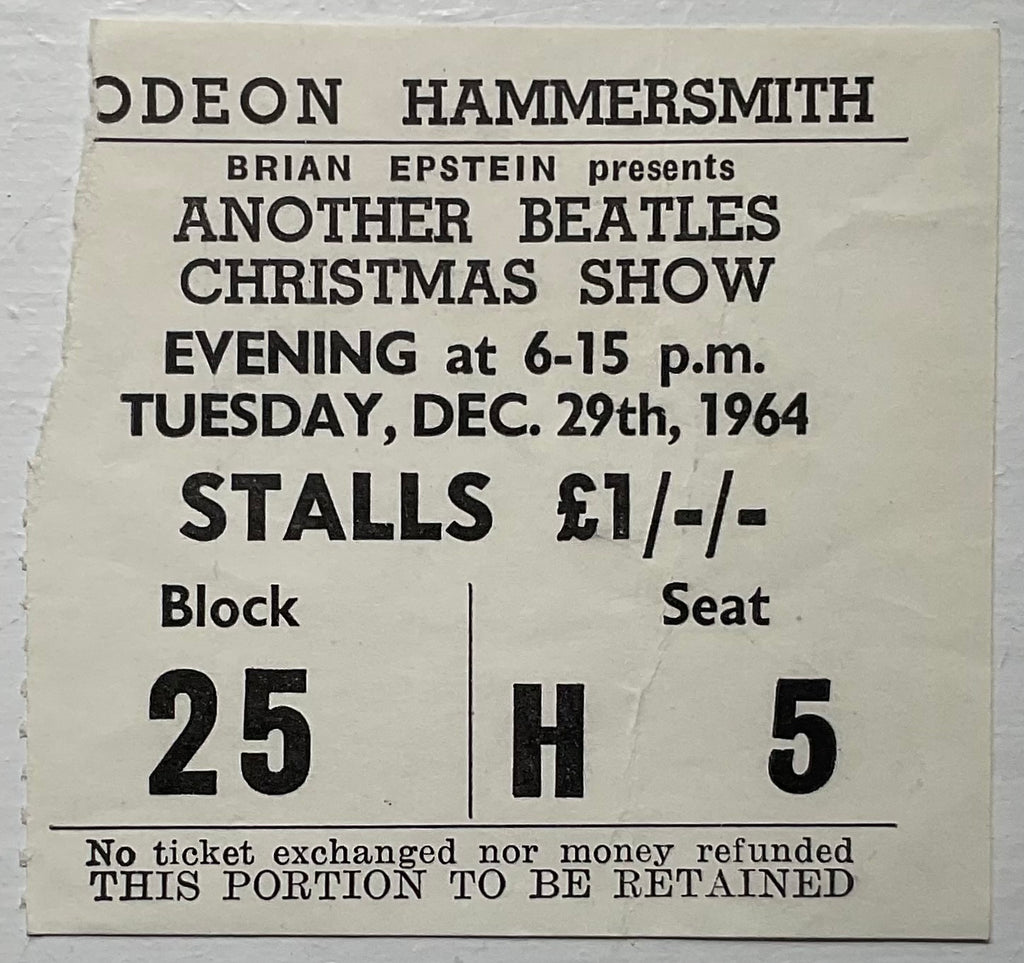 ODEON HAMMERSMITH
BRIAN EPSTEIN presents
ANOTHER BEATLES
CHRISTMAS SHOW
EVENING at 6-15 p.m.
TUESDAY, DEC. 29th, 1964
STALLS £1/-/-
Block Seat
25 H 5
No ticket exchanged nor money refunded
THIS PORTION TO BE RETAINED